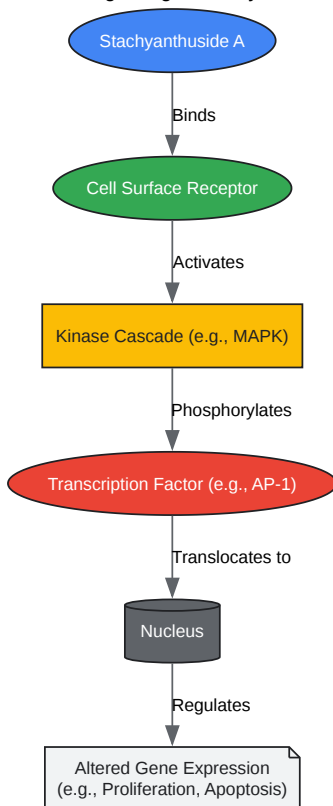 Stachyanthuside A
Binds
Cell Surface Receptor
Activates
Kinase Cascade (e.g., MAPK)
Phosphorylates
Transcription Factor (e.g., AP-1)
Translocates to
Nucleus
Regulates
Altered Gene Expression
(e.g., Proliferation, Apoptosis)